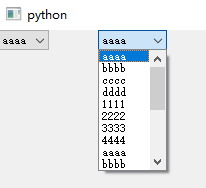 python
aaaa aaaa
aaaa
bbbb
cccc
dddd
1111
2222
3333
4444
aaaa
bbbb